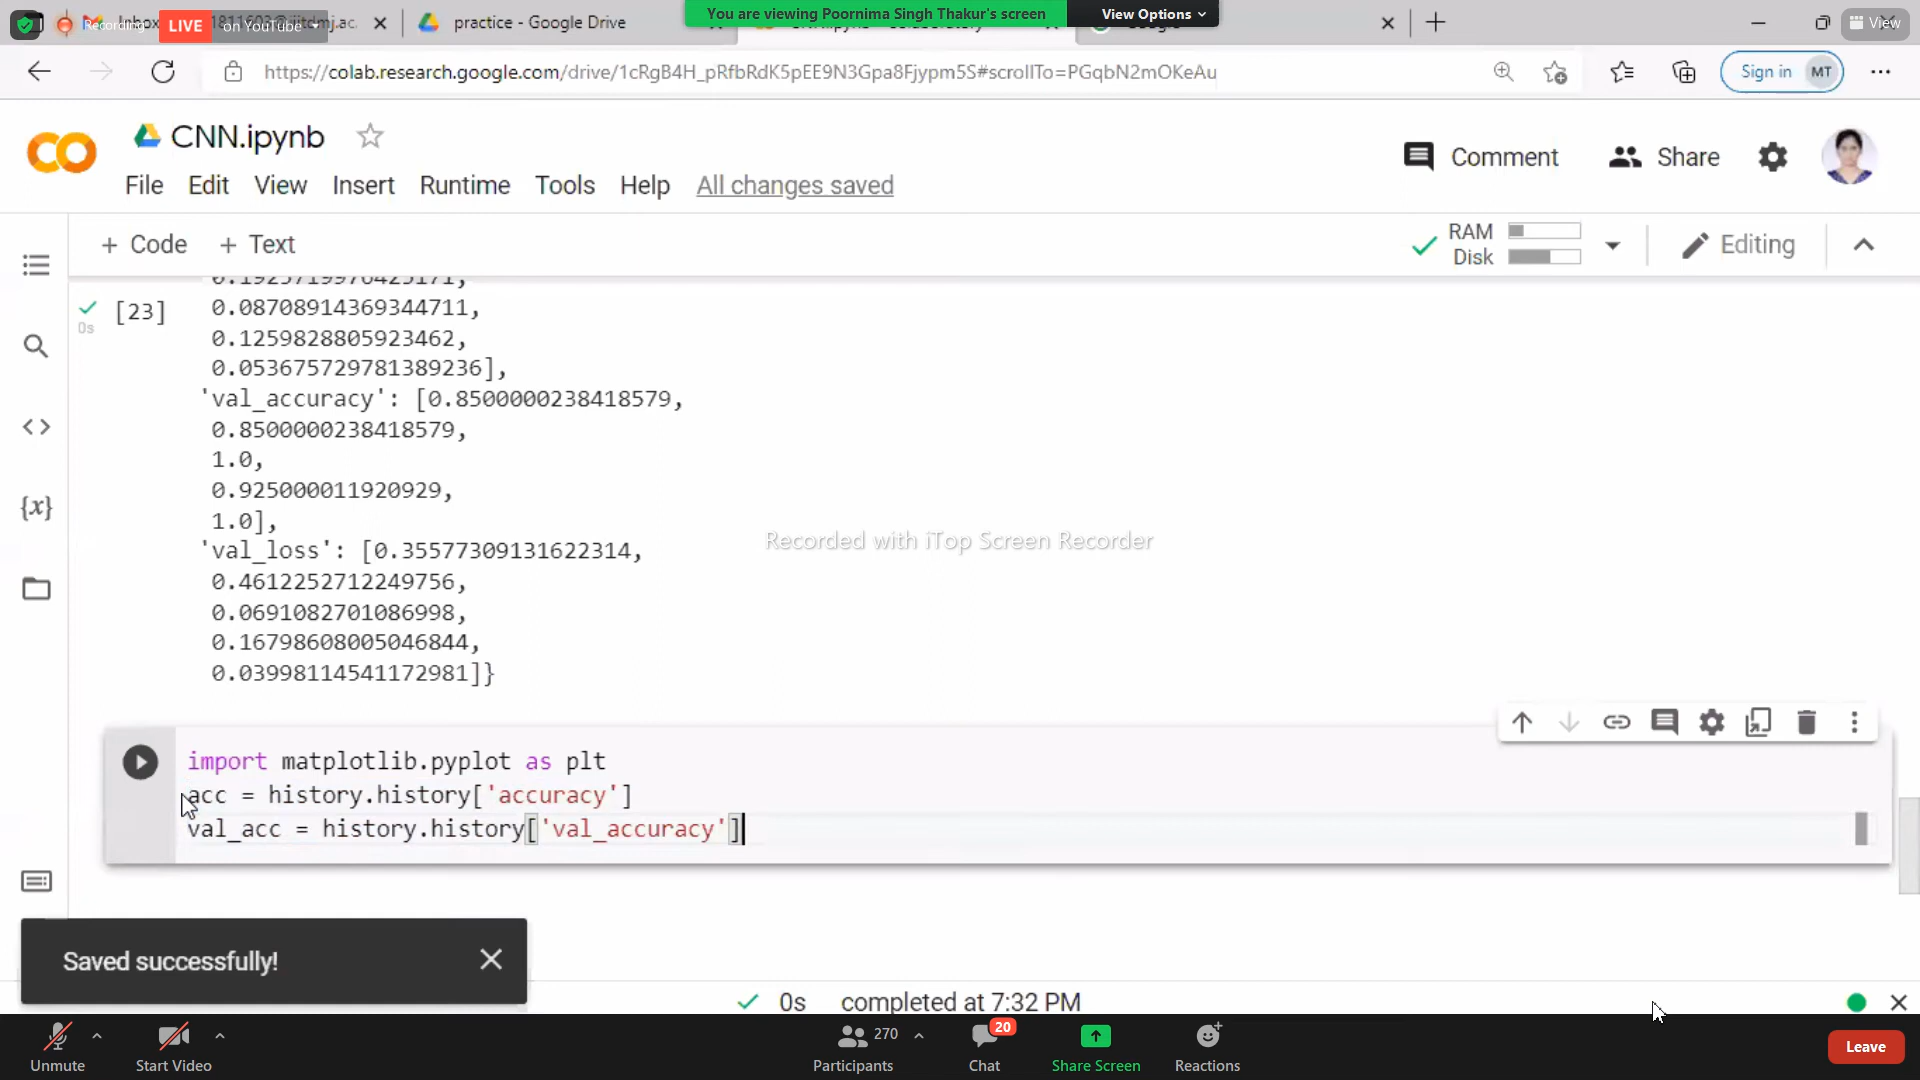 LIVE on YouTube
practice - Google Drive
You are viewing Poornima Singh Thakur's screen
View Options
View
https://colab.research.google.com/drive/1cRgB4H_pRfbRdK5pEE9N3Gpa8Fjypm5S#scrollTo=PGqbN2mOKeAu
Sign in MT
CNN.ipynb
Comment
Share
File Edit View Insert Runtime Tools Help All changes saved
+ Code + Text
RAM
Disk
Editing
[23]
0s
0.08708914369344711,
0.1259828805923462,
0.053675729781389236],
'val_accuracy': [0.8500000238418579,
0.8500000238418579,
1.0,
0.925000011920929,
1.0],
'val_loss': [0.35577309131622314,
0.4612252712249756,
0.0691082701086998,
0.16798608005046844,
0.03998114541172981]}
Recorded with iTop Screen Recorder
import matplotlib.pyplot as plt
acc = history.history['accuracy']
val_acc = history.history['val_accuracy']
Saved successfully!
0s completed at 7:32 PM
Unmute
Start Video
270
Participants
20
Chat
Share Screen
Reactions
Leave